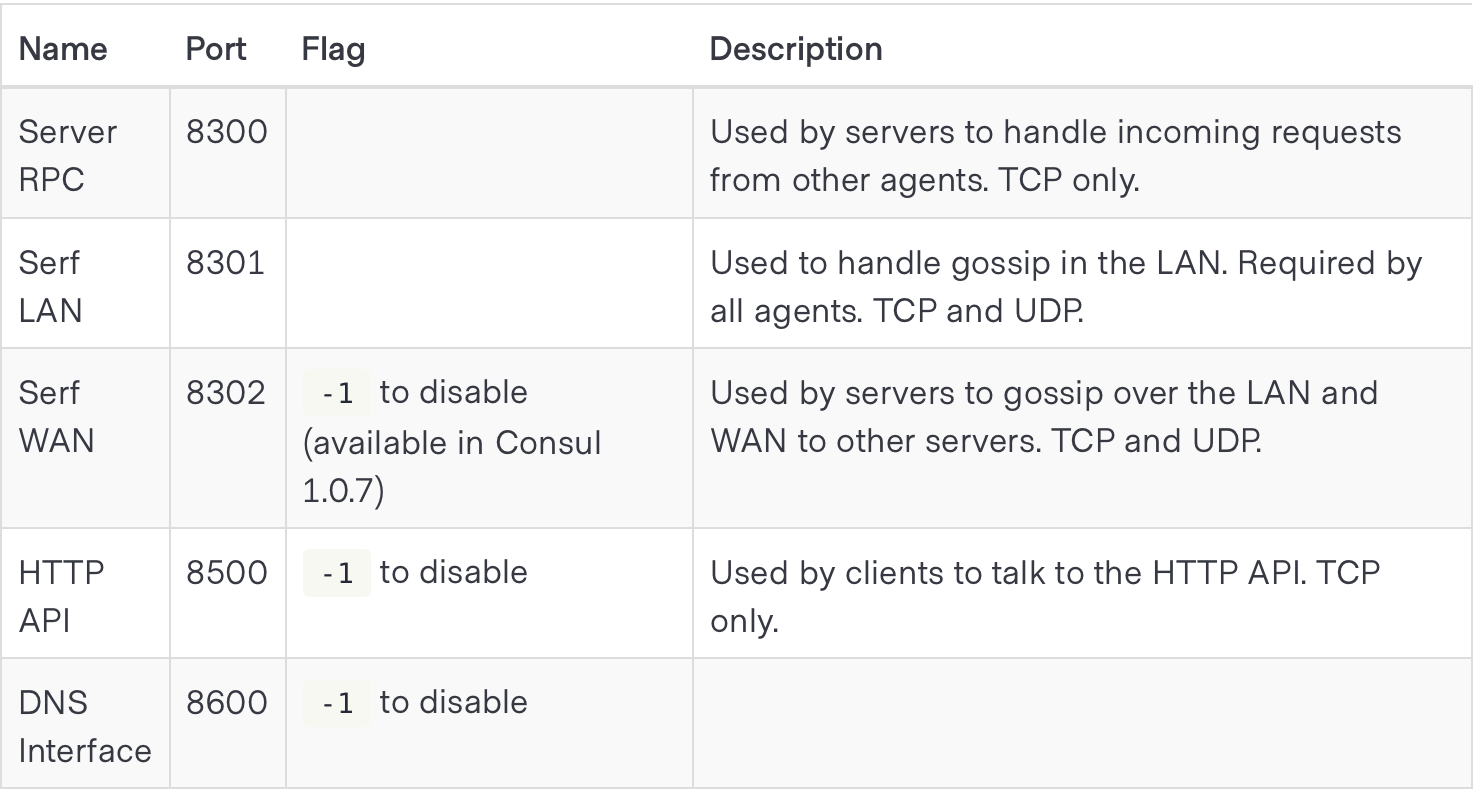 Name Port Flag Description
Server 8300 Used by servers to handle incoming requests
RPC from other agents. TCP only.
Serf 8301 Used to handle gossip in the LAN. Required by
LAN all agents. TCP and UDP.
Serf 8302 -1 to disable Used by servers to gossip over the LAN and
WAN (available in Consul WAN to other servers. TCP and UDP.
1.0.7)
HTTP 8500 -1 to disable Used by clients to talk to the HTTP API. TCP
API only.
DNS 8600 -1 to disable
Interface